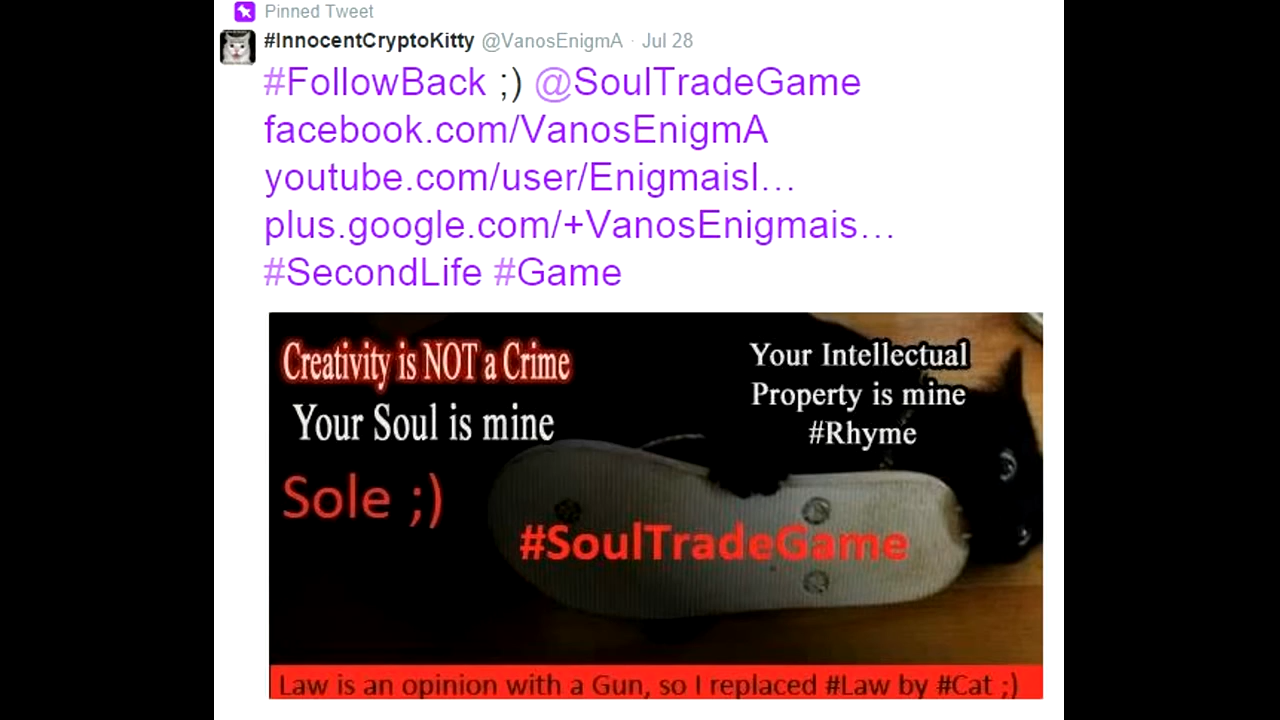 Pinned Tweet
#InnocentCryptoKitty @VanosEnigmA · Jul 28
#FollowBack ;) @SoulTradeGame
facebook.com/VanosEnigmA
youtube.com/user/Enigmaisl…
plus.google.com/+VanosEnigmais…
#SecondLife #Game
Creativity is NOT a Crime
Your Soul is mine
Sole ;)
Your Intellectual
Property is mine
#Rhyme
#SoulTradeGame
Law is an opinion with a Gun, so I replaced #Law by #Cat ;)